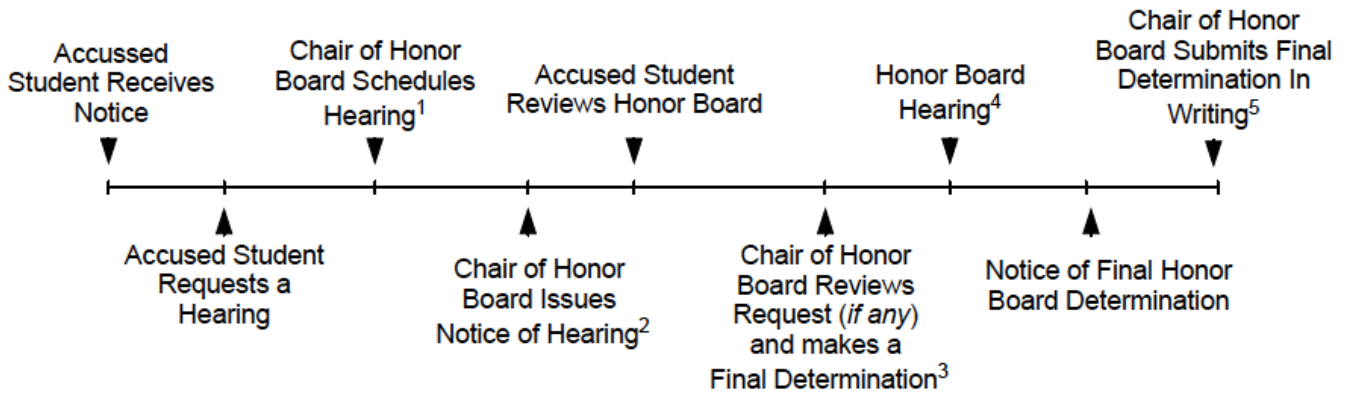 Accussed
Student Receives
Notice
Chair of Honor
Board Schedules
Hearing1
Accused Student
Reviews Honor Board
Honor Board
Hearing4
Chair of Honor
Board Submits Final
Determination In
Writing5
Accused Student
Requests a
Hearing
Chair of Honor
Board Issues
Notice of Hearing2
Chair of Honor
Board Reviews
Request (if any)
and makes a
Final Determination3
Notice of Final Honor
Board Determination